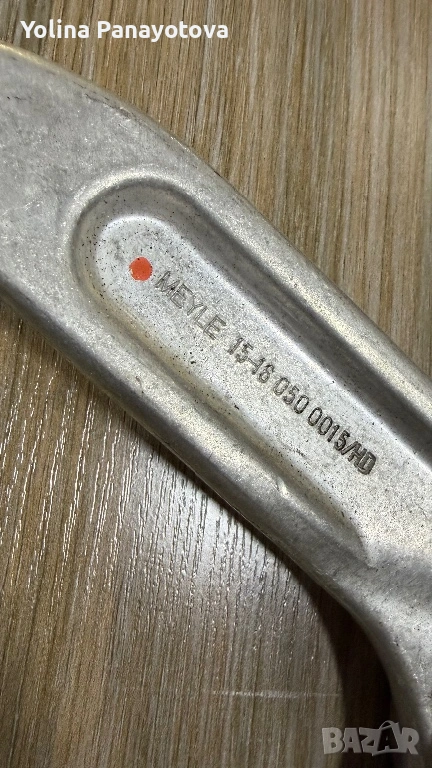 Yolina Panayotova
MEYLE 15-16 050 0015/HD
BAZAR